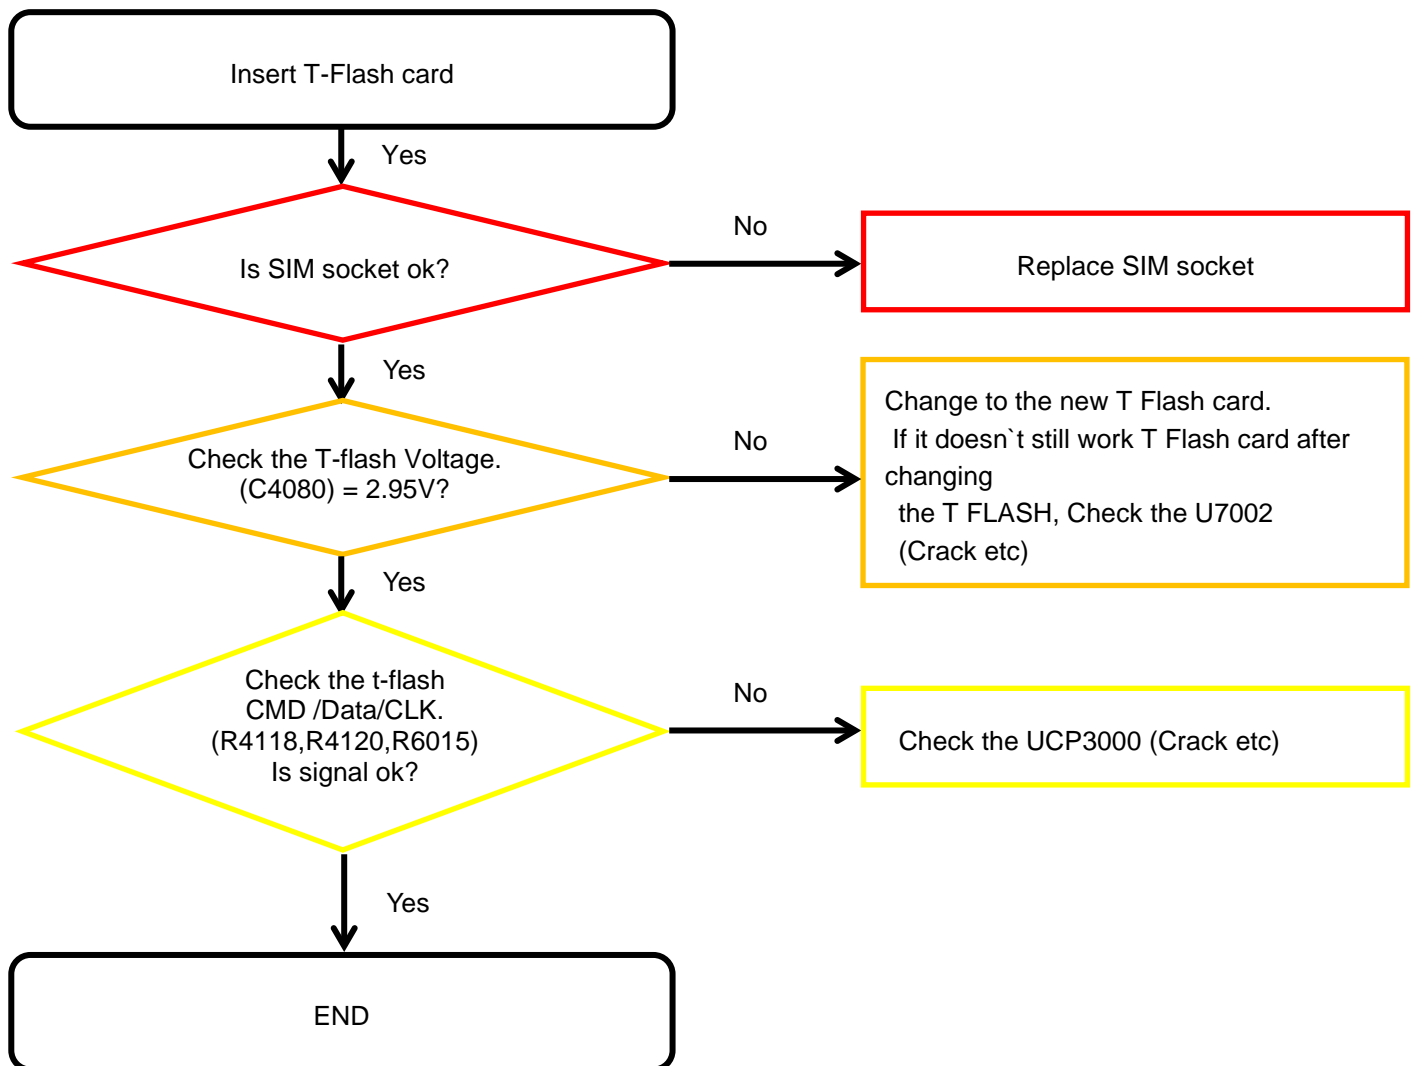 Insert T-Flash card
Yes
Is SIM socket ok?
No
Replace SIM socket
Yes
Check the T-flash Voltage.
(C4080) = 2.95V?
No
Change to the new T Flash card.
If it doesn`t still work T Flash card after
changing
the T FLASH, Check the U7002
(Crack etc)
Yes
Check the t-flash
CMD /Data/CLK.
(R4118,R4120,R6015)
Is signal ok?
No
Check the UCP3000 (Crack etc)
Yes
END